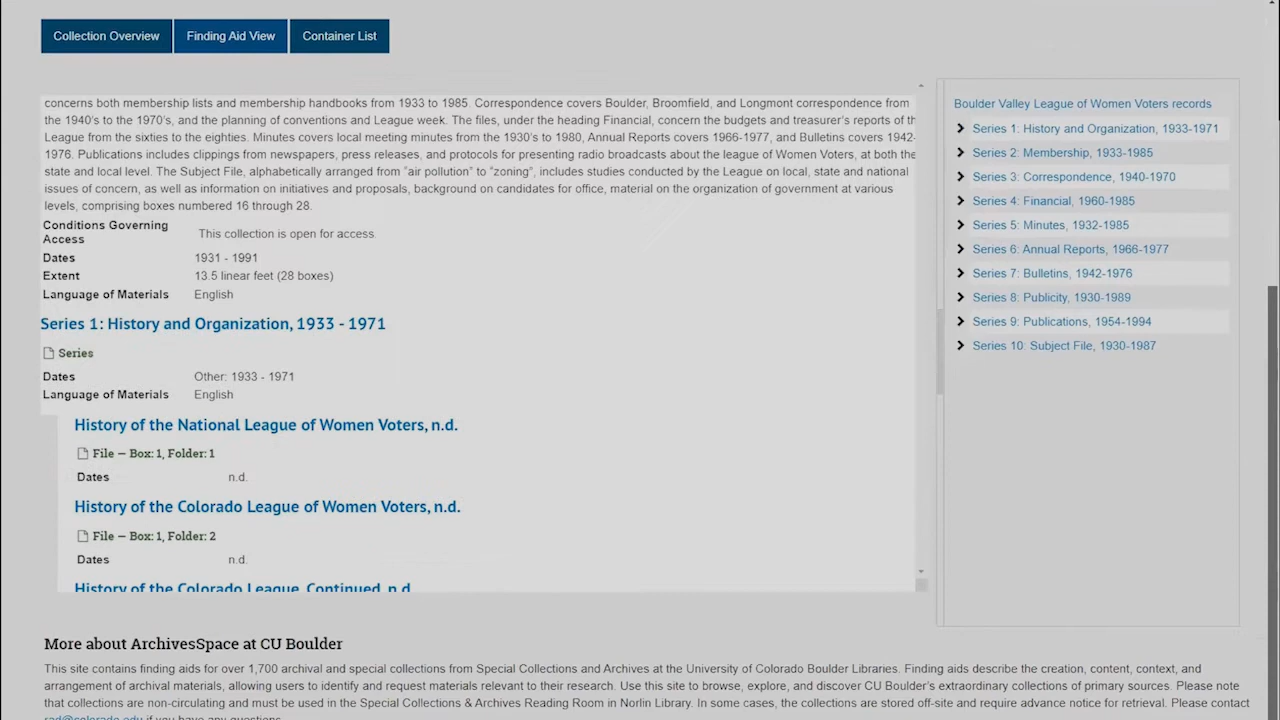 Collection Overview
Finding Aid View
Container List
concerns both membership lists and membership handbooks from 1933 to 1985. Correspondence covers Boulder, Broomfield, and Longmont correspondence from
the 1940's to the 1970's, and the planning of conventions and League week. The files, under the heading Financial, concern the budgets and treasurer's reports of th
League from the sixties to the eighties. Minutes covers local meeting minutes from the 1930's to 1980, Annual Reports covers 1966-1977, and Bulletins covers 1942-
1976. Publications includes clippings from newspapers, press releases, and protocols for presenting radio broadcasts about the league of Women Voters, at both the
state and local level. The Subject File, alphabetically arranged from "air pollution" to "zoning", includes studies conducted by the League on local, state and national
issues of concern, as well as information on initiatives and proposals, background on candidates for office, material on the organization of government at various
levels, comprising boxes numbered 16 through 28.
Conditions Governing Access
This collection is open for access.
Dates 1931 - 1991
Extent 13.5 linear feet (28 boxes)
Language of Materials English
Series 1: History and Organization, 1933 - 1971
Series
Dates Other: 1933 - 1971
Language of Materials English
History of the National League of Women Voters, n.d.
File — Box: 1, Folder: 1
Dates n.d.
History of the Colorado League of Women Voters, n.d.
File — Box: 1, Folder: 2
Dates n.d.
History of the Colorado League, Continued, n.d.
Boulder Valley League of Women Voters records
Series 1: History and Organization, 1933-1971
Series 2: Membership, 1933-1985
Series 3: Correspondence, 1940-1970
Series 4: Financial, 1960-1985
Series 5: Minutes, 1932-1985
Series 6: Annual Reports, 1966-1977
Series 7: Bulletins, 1942-1976
Series 8: Publicity, 1930-1989
Series 9: Publications, 1954-1994
Series 10: Subject File, 1930-1987
More about ArchivesSpace at CU Boulder
This site contains finding aids for over 1,700 archival and special collections from Special Collections and Archives at the University of Colorado Boulder Libraries. Finding aids describe the creation, content, context, and
arrangement of archival materials, allowing users to identify and request materials relevant to their research. Use this site to browse, explore, and discover CU Boulder's extraordinary collections of primary sources. Please note
that collections are non-circulating and must be used in the Special Collections & Archives Reading Room in Norlin Library. In some cases, the collections are stored off-site and require advance notice for retrieval. Please contact
rad@colorado.edu if you have any questions.